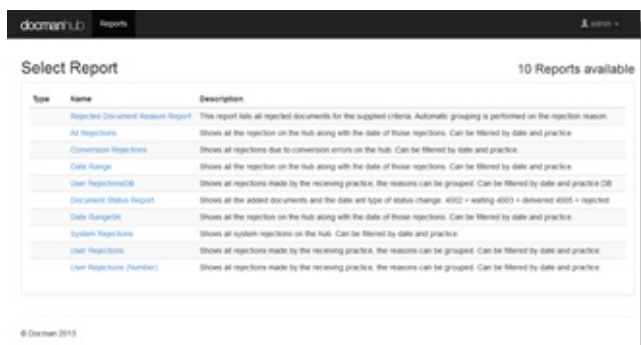 docmanhub Reports admin
Select Report 10 Reports available
Type Name Description
Rejected Document Reason Report This report lists all rejected documents for the supplied criteria. Automatic grouping is performed on the rejection reason.
All Rejections Shows all the rejection on the hub along with the date of those rejections. Can be filtered by date and practice.
Conversion Rejections Shows all rejections due to conversion errors on the hub. Can be filtered by date and practice.
Date Range Shows all the rejection on the hub along with the date of those rejections. Can be filtered by date and practice.
User RejectionsDB Shows all rejections made by the recieving practice, the reasons can be grouped. Can be filtered by date and practice DB
Document Status Report Shows all the added documents and the date ant type of status change. 4002 = waiting 4003 = delivered 4005 = rejected
Date RangeSK Shows all the rejection on the hub along with the date of those rejections. Can be filtered by date and practice.
System Rejections Shows all system rejections on the hub. Can be filtered by date and practice
User Rejections Shows all rejections made by the recieving practice, the reasons can be grouped. Can be filtered by date and practice.
User Rejections (Number) Shows all rejections made by the recieving practice, the reasons can be grouped. Can be filtered by date and practice.
© Docman 2013